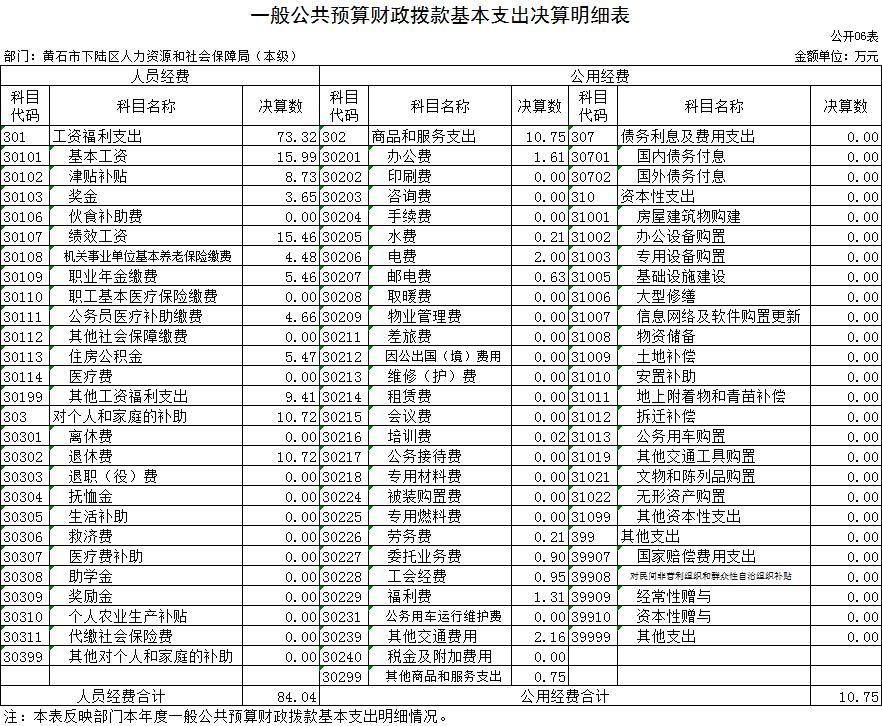 一般公共预算财政拨款基本支出决算明细表
公开06表
部门：黄石市下陆区人力资源和社会保障局（本级） 金额单位：万元
人员经费 公用经费
科目代码 科目名称 决算数 科目代码 科目名称 决算数 科目代码 科目名称 决算数
301 工资福利支出 73.32 302 商品和服务支出 10.75 307 债务利息及费用支出 0.00
30101 基本工资 15.99 30201 办公费 1.61 30701 国内债务付息 0.00
30102 津贴补贴 8.73 30202 印刷费 0.00 30702 国外债务付息 0.00
30103 奖金 3.65 30203 咨询费 0.00 310 资本性支出 0.00
30106 伙食补助费 0.00 30204 手续费 0.00 31001 房屋建筑物购建 0.00
30107 绩效工资 15.46 30205 水费 0.21 31002 办公设备购置 0.00
30108 机关事业单位基本养老保险缴费 4.48 30206 电费 2.00 31003 专用设备购置 0.00
30109 职业年金缴费 5.46 30207 邮电费 0.63 31005 基础设施建设 0.00
30110 职工基本医疗保险缴费 0.00 30208 取暖费 0.00 31006 大型修缮 0.00
30111 公务员医疗补助缴费 4.66 30209 物业管理费 0.00 31007 信息网络及软件购置更新 0.00
30112 其他社会保障缴费 0.00 30211 差旅费 0.00 31008 物资储备 0.00
30113 住房公积金 5.47 30212 因公出国（境）费用 0.00 31009 土地补偿 0.00
30114 医疗费 0.00 30213 维修（护）费 0.00 31010 安置补助 0.00
30199 其他工资福利支出 9.41 30214 租赁费 0.00 31011 地上附着物和青苗补偿 0.00
303 对个人和家庭的补助 10.72 30215 会议费 0.00 31012 拆迁补偿 0.00
30301 离休费 0.00 30216 培训费 0.02 31013 公务用车购置 0.00
30302 退休费 10.72 30217 公务接待费 0.00 31019 其他交通工具购置 0.00
30303 退职（役）费 0.00 30218 专用材料费 0.00 31021 文物和陈列品购置 0.00
30304 抚恤金 0.00 30224 被装购置费 0.00 31022 无形资产购置 0.00
30305 生活补助 0.00 30225 专用燃料费 0.00 31099 其他资本性支出 0.00
30306 救济费 0.00 30226 劳务费 0.21 399 其他支出 0.00
30307 医疗费补助 0.00 30227 委托业务费 0.90 39907 国家赔偿费用支出 0.00
30308 助学金 0.00 30228 工会经费 0.95 39908 对民间非营利组织和群众性自治组织补贴 0.00
30309 奖励金 0.00 30229 福利费 1.31 39909 经常性赠与 0.00
30310 个人农业生产补贴 0.00 30231 公务用车运行维护费 0.00 39910 资本性赠与 0.00
30311 代缴社会保险费 0.00 30239 其他交通费用 2.16 39999 其他支出 0.00
30399 其他对个人和家庭的补助 0.00 30240 税金及附加费用 0.00
30299 其他商品和服务支出 0.75
人员经费合计 84.04 公用经费合计 10.75
注：本表反映部门本年度一般公共预算财政拨款基本支出明细情况。